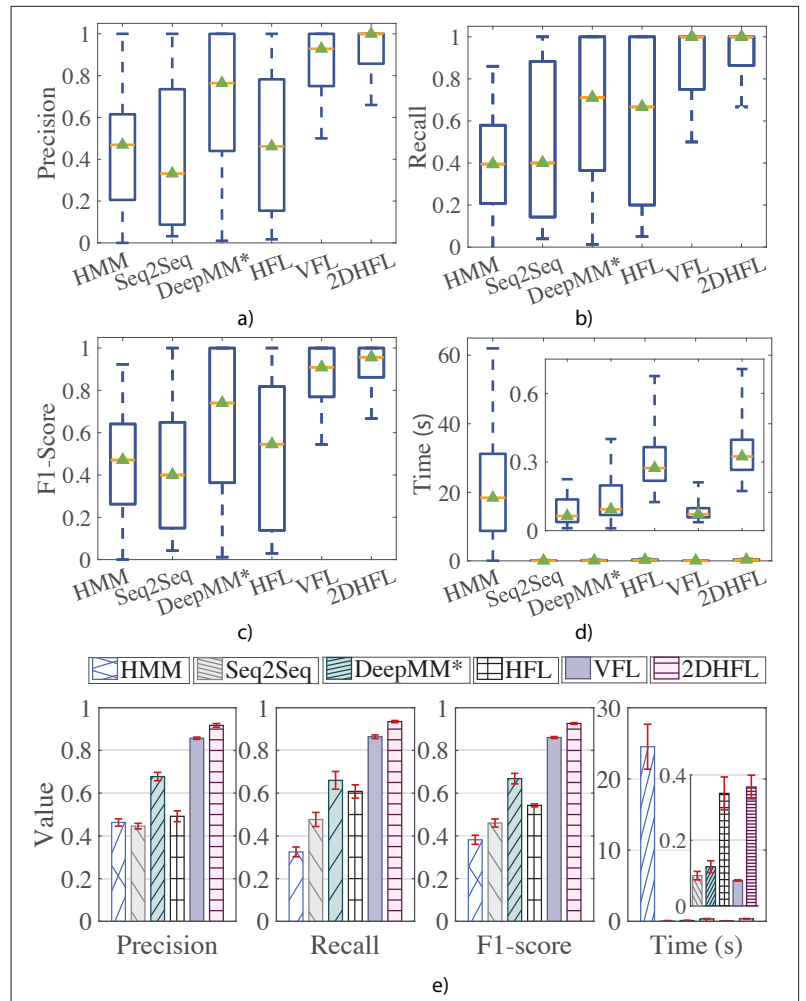 1
0.8
0.6
0.4
0.2
0
Precision
HMM
Seq2Seq
DeepMM*
HFL
VFL
2DHFL
a)
1
0.8
0.6
0.4
0.2
0
Recall
HMM
Seq2Seq
DeepMM*
HFL
VFL
2DHFL
b)
1
0.8
0.6
0.4
0.2
0
F1-Score
HMM
Seq2Seq
DeepMM*
HFL
VFL
2DHFL
c)
60
40
20
0
Time (s)
0.6
0.3
0
HMM
Seq2Seq
DeepMM*
HFL
VFL
2DHFL
d)
HMM Seq2Seq DeepMM* HFL VFL 2DHFL
Value
1
0.8
0.6
0.4
0.2
0
Precision
1
0.8
0.6
0.4
0.2
0
Recall
1
0.8
0.6
0.4
0.2
0
F1-score
30
20
10
0
0.4
0.2
0
Time (s)
e)